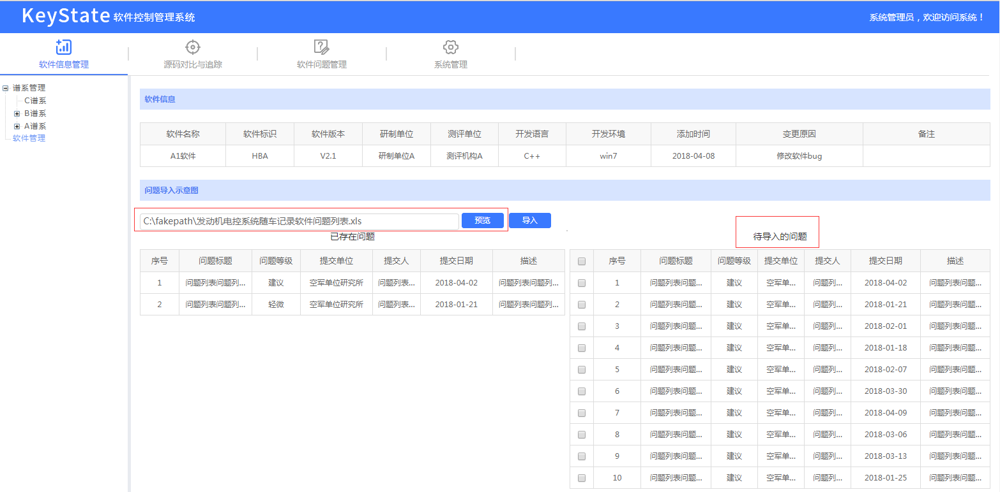 KeyState 软件控制管理系统
系统管理员，欢迎访问系统！
软件信息管理 源码对比与追踪 软件问题管理 系统管理
谱系管理
C谱系
B谱系
A谱系
软件管理
软件信息
软件名称 软件标识 软件版本 研制单位 测评单位 开发语言 开发环境 添加时间 变更原因 备注
A1软件 HBA V2.1 研制单位A 测评机构A C++ win7 2018-04-08 修改软件bug
问题导入示意图
C:\fakepath\发动机电控系统随车记录软件问题列表.xls 预览 导入
已存在问题
序号 问题标题 问题等级 提交单位 提交人 提交日期 描述
1 问题列表问题列... 建议 空军单位研究所 问题列表... 2018-04-02 问题列表问题列...
2 问题列表问题列... 轻微 空军单位研究所 问题列表... 2018-01-21 问题列表问题列...
待导入的问题
序号 问题标题 问题等级 提交单位 提交人 提交日期 描述
1 问题列表问题... 建议 空军单... 问题列... 2018-04-02 问题列表问题...
2 问题列表问题... 建议 空军单... 问题列... 2018-01-21 问题列表问题...
3 问题列表问题... 建议 空军单... 问题列... 2018-02-01 问题列表问题...
4 问题列表问题... 建议 空军单... 问题列... 2018-01-18 问题列表问题...
5 问题列表问题... 建议 空军单... 问题列... 2018-02-07 问题列表问题...
6 问题列表问题... 建议 空军单... 问题列... 2018-03-30 问题列表问题...
7 问题列表问题... 建议 空军单... 问题列... 2018-04-09 问题列表问题...
8 问题列表问题... 建议 空军单... 问题列... 2018-03-06 问题列表问题...
9 问题列表问题... 建议 空军单... 问题列... 2018-03-13 问题列表问题...
10 问题列表问题... 建议 空军单... 问题列... 2018-01-25 问题列表问题...